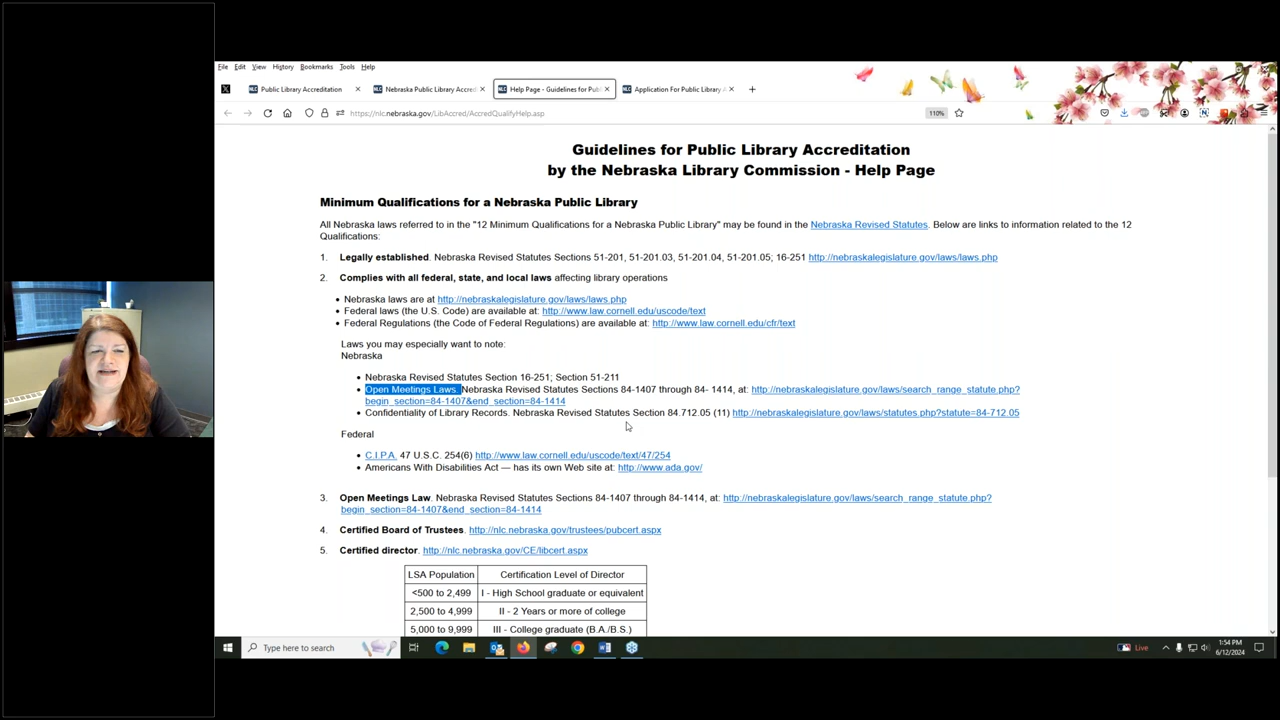 File Edit View History Bookmarks Tools Help
Public Library Accreditation × Nebraska Public Library Accred × Help Page - Guidelines for Publ × Application For Public Library A × +
https://nlc.nebraska.gov/LibAccred/AccredQualifyHelp.asp 110%
Guidelines for Public Library Accreditation
by the Nebraska Library Commission - Help Page
Minimum Qualifications for a Nebraska Public Library
All Nebraska laws referred to in the "12 Minimum Qualifications for a Nebraska Public Library" may be found in the Nebraska Revised Statutes. Below are links to information related to the 12
Qualifications:
1. Legally established. Nebraska Revised Statutes Sections 51-201, 51-201.03, 51-201.04, 51-201.05; 16-251 http://nebraskalegislature.gov/laws/laws.php
2. Complies with all federal, state, and local laws affecting library operations
• Nebraska laws are at http://nebraskalegislature.gov/laws/laws.php
• Federal laws (the U.S. Code) are available at: http://www.law.cornell.edu/uscode/text
• Federal Regulations (the Code of Federal Regulations) are available at: http://www.law.cornell.edu/cfr/text
Laws you may especially want to note:
Nebraska
• Nebraska Revised Statutes Section 16-251; Section 51-211
• Open Meetings Laws. Nebraska Revised Statutes Sections 84-1407 through 84- 1414, at: http://nebraskalegislature.gov/laws/search_range_statute.php?
begin_section=84-1407&end_section=84-1414
• Confidentiality of Library Records. Nebraska Revised Statutes Section 84.712.05 (11) http://nebraskalegislature.gov/laws/statutes.php?statute=84-712.05
Federal
• C.I.P.A. 47 U.S.C. 254(6) http://www.law.cornell.edu/uscode/text/47/254
• Americans With Disabilities Act — has its own Web site at: http://www.ada.gov/
3. Open Meetings Law. Nebraska Revised Statutes Sections 84-1407 through 84-1414, at: http://nebraskalegislature.gov/laws/search_range_statute.php?
begin_section=84-1407&end_section=84-1414
4. Certified Board of Trustees. http://nlc.nebraska.gov/trustees/pubcert.aspx
5. Certified director. http://nlc.nebraska.gov/CE/libcert.aspx
LSA Population Certification Level of Director
<500 to 2,499 I - High School graduate or equivalent
2,500 to 4,999 II - 2 Years or more of college
5,000 to 9,999 III - College graduate (B.A./B.S.)
Type here to search Live 1:54 PM
6/12/2024